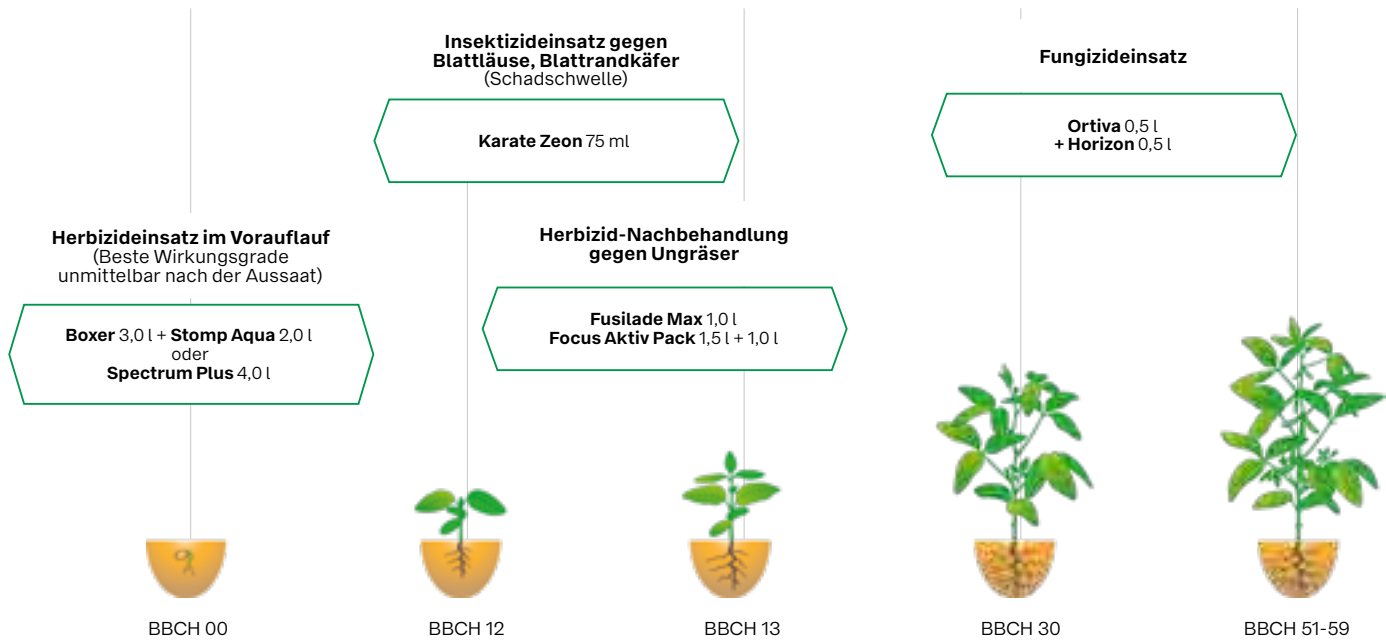 Insektizideinsatz gegen
Blattläuse, Blattrandkäfer
(Schadschwelle)
Karate Zeon 75 ml
Fungizideinsatz
Ortiva 0,5 l
+ Horizon 0,5 l
Herbizideinsatz im Vorauflauf
(Beste Wirkungsgrade
unmittelbar nach der Aussaat)
Boxer 3,0 l + Stomp Aqua 2,0 l
oder
Spectrum Plus 4,0 l
Herbizid-Nachbehandlung
gegen Ungräser
Fusilade Max 1,0 l
Focus Aktiv Pack 1,5 l + 1,0 l
BBCH 00
BBCH 12
BBCH 13
BBCH 30
BBCH 51-59